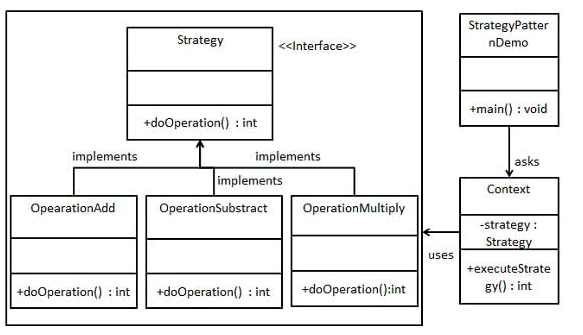 Strategy
<<Interface>>
+doOperation() : int
StrategyPatter
nDemo
+main() : void
implements
implements
implements
asks
OpearationAdd
+doOperation() : int
OperationSubstract
+doOperation() : int
OperationMultiply
+doOperation():int
uses
Context
-strategy :
Strategy
+executeStrate
gy() : int